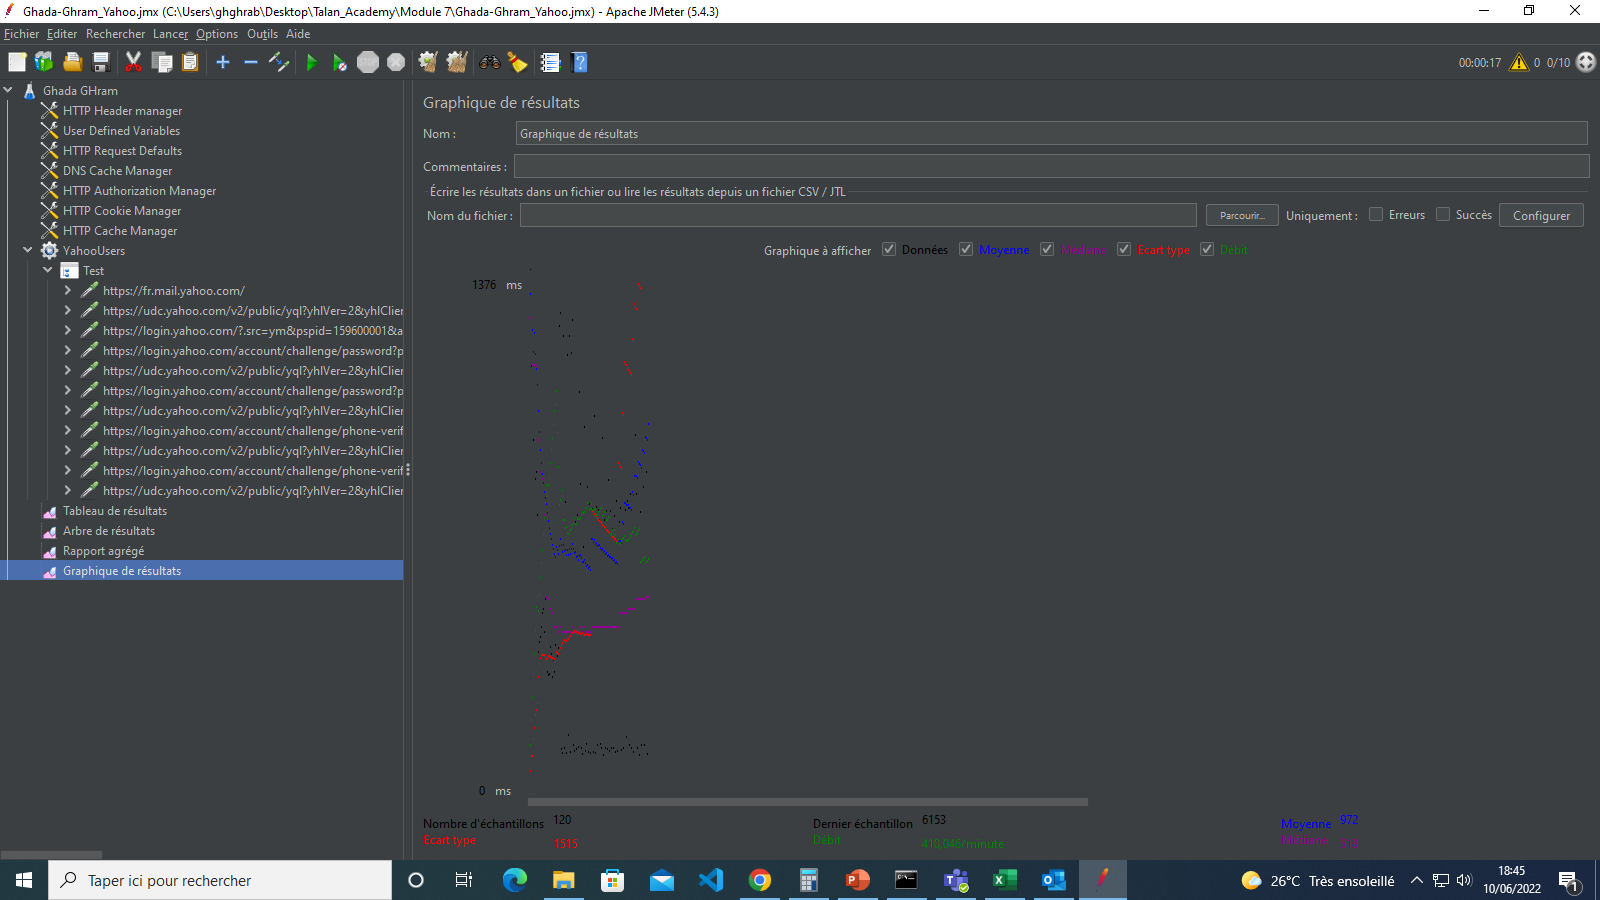 Ghada-Ghram_Yahoo.jmx (C:\Users\ghghrab\Desktop\Talan_Academy\Module 7\Ghada-Ghram_Yahoo.jmx) - Apache JMeter (5.4.3)
Fichier Editer Rechercher Lancer Options Outils Aide
00:00:17 0 0/10
Ghada GHram
HTTP Header manager
User Defined Variables
HTTP Request Defaults
DNS Cache Manager
HTTP Authorization Manager
HTTP Cookie Manager
HTTP Cache Manager
YahooUsers
Test
https://fr.mail.yahoo.com/
https://udc.yahoo.com/v2/public/yql?yhlVer=2&yhlClier
https://login.yahoo.com/?.src=ym&pspid=159600001&a
https://login.yahoo.com/account/challenge/password?p
https://udc.yahoo.com/v2/public/yql?yhlVer=2&yhlClier
https://login.yahoo.com/account/challenge/password?p
https://udc.yahoo.com/v2/public/yql?yhlVer=2&yhlClier
https://login.yahoo.com/account/challenge/phone-verif
https://udc.yahoo.com/v2/public/yql?yhlVer=2&yhlClier
https://login.yahoo.com/account/challenge/phone-verif
https://udc.yahoo.com/v2/public/yql?yhlVer=2&yhlClier
Tableau de résultats
Arbre de résultats
Rapport agrégé
Graphique de résultats
Graphique de résultats
Nom : Graphique de résultats
Commentaires :
Écrire les résultats dans un fichier ou lire les résultats depuis un fichier CSV / JTL
Nom du fichier : Parcourir... Uniquement : Erreurs Succès Configurer
Graphique à afficher Données Moyenne Médiane Ecart type Débit
1376 ms
0 ms
Nombre d'échantillons 120 Dernier échantillon 6153 Moyenne 972
Ecart type 1515 Débit 410,046/minute Médiane
Taper ici pour rechercher
26°C Très ensoleillé
18:45
10/06/2022
1